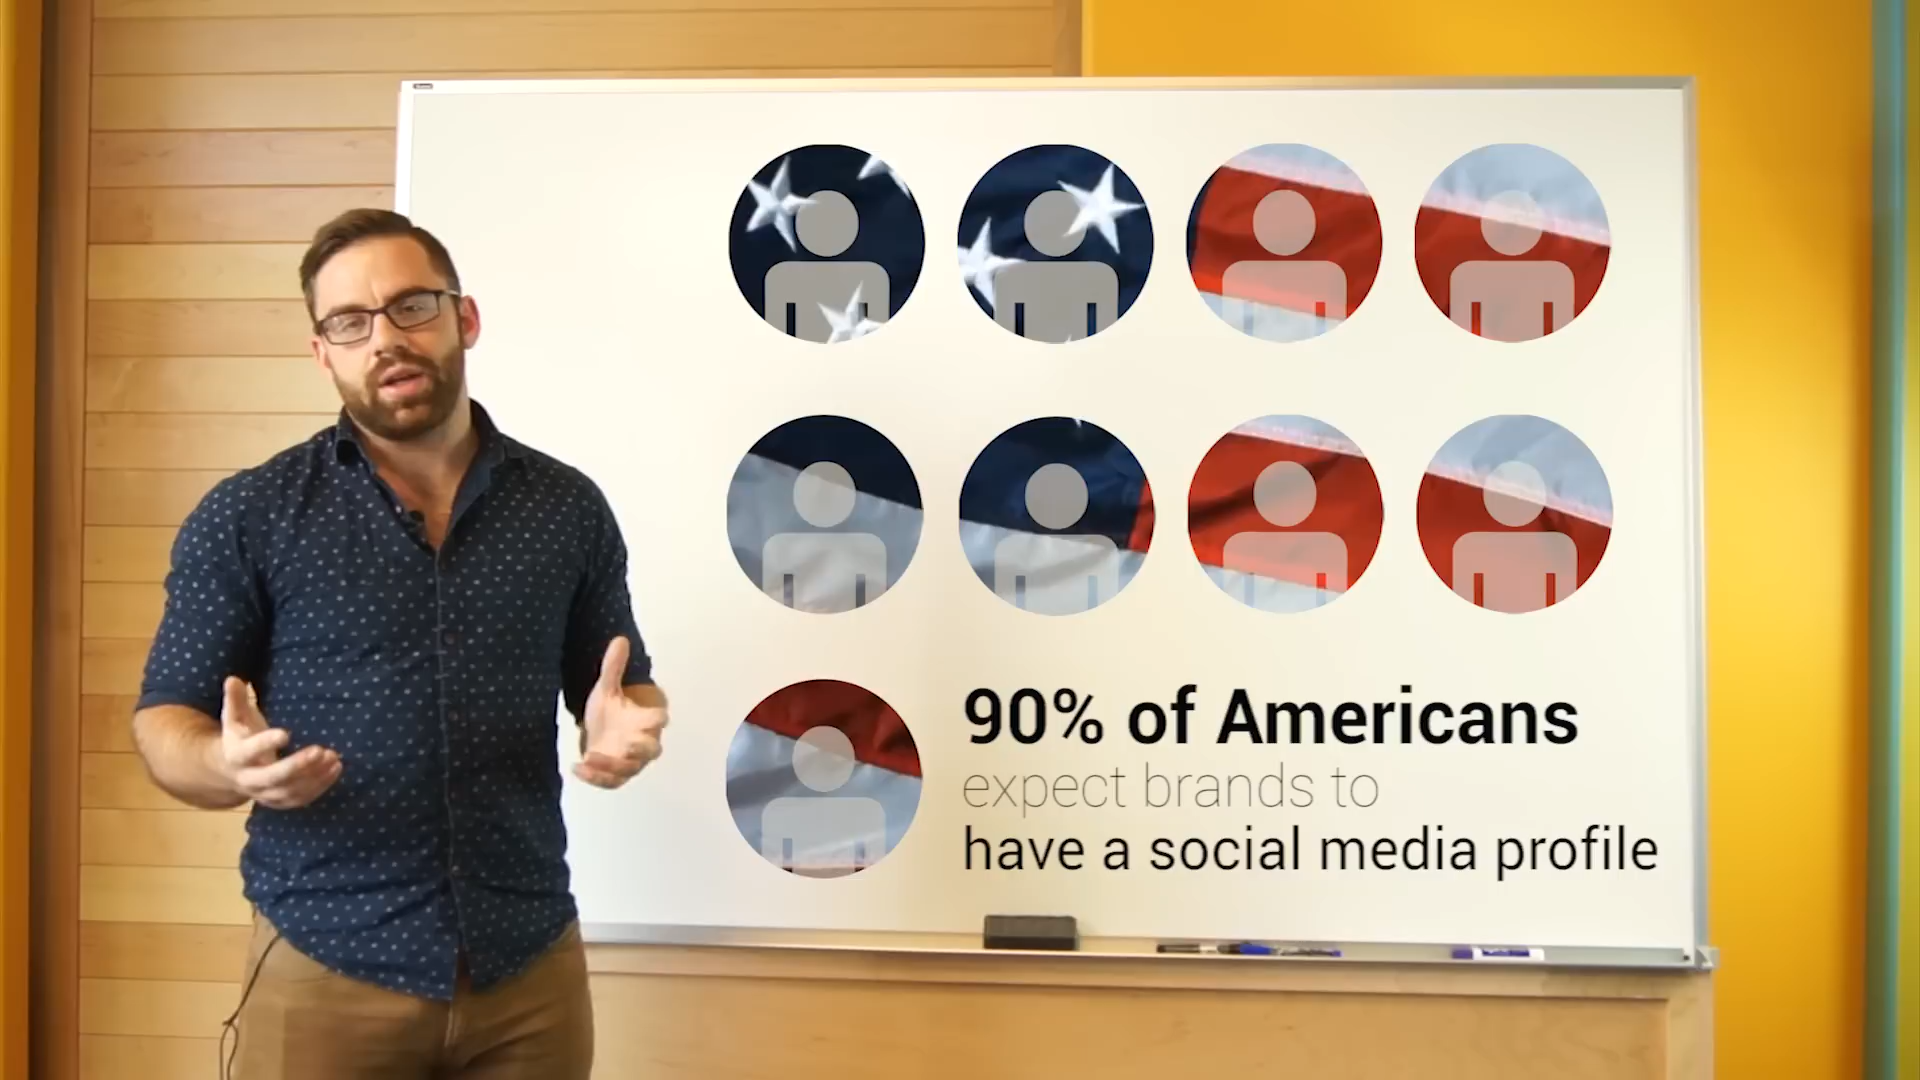 90% of Americans
expect brands to
have a social media profile